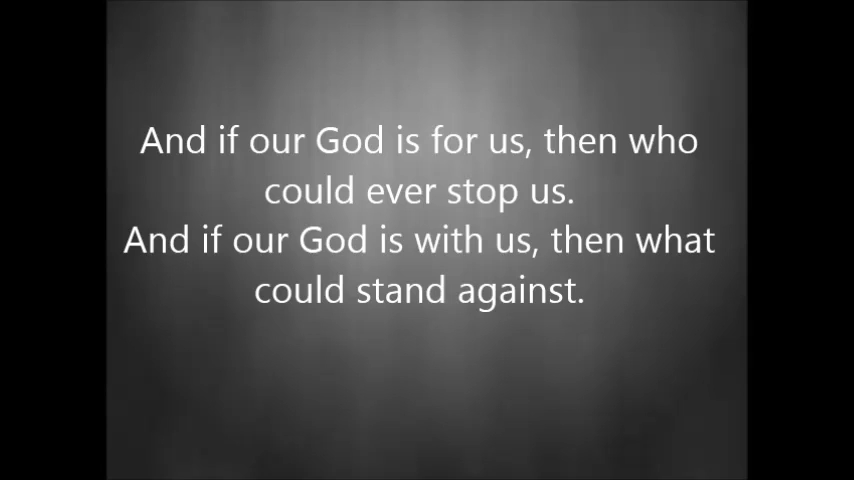 And if our God is for us, then who
could ever stop us.
And if our God is with us, then what
could stand against.